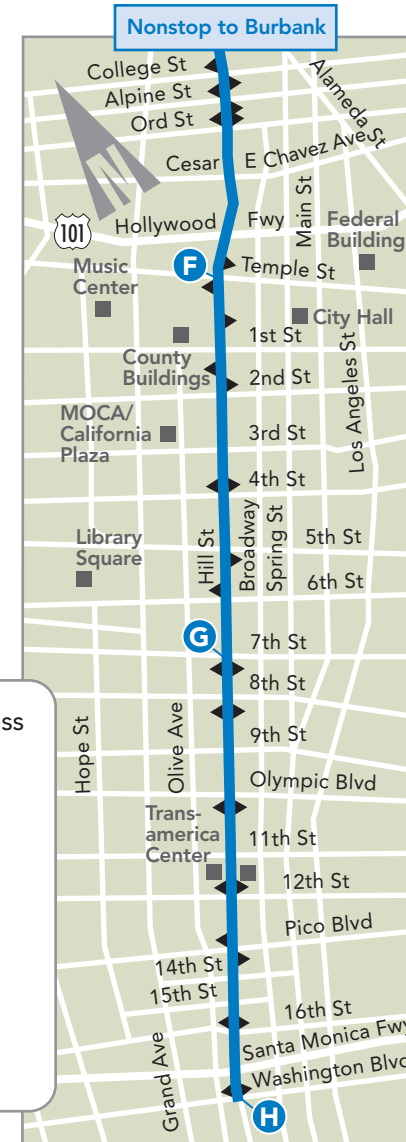 Nonstop to Burbank
College St
Alpine St
Ord St
Alameda St
Cesar E Chavez Ave
101
Hollywood Fwy
Main St
Federal
Building
F
Temple St
Music
Center
City Hall
1st St
County
Buildings
2nd St
Los Angeles St
MOCA/
California
Plaza
3rd St
4th St
Hill St
Broadway
Spring St
5th St
Library
Square
6th St
G
7th St
8th St
ss
Hope St
Olive Ave
9th St
Olympic Blvd
Trans-
america
Center
11th St
12th St
Pico Blvd
14th St
15th St
16th St
Grand Ave
Santa Monica Fwy
Washington Blvd
H